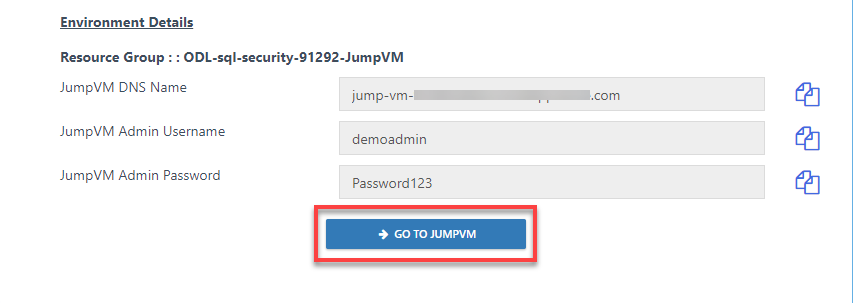 Environment Details
Resource Group : : ODL-sql-security-91292-JumpVM
JumpVM DNS Name
jump-vm- .com
JumpVM Admin Username
demoadmin
JumpVM Admin Password
Password123
GO TO JUMPVM